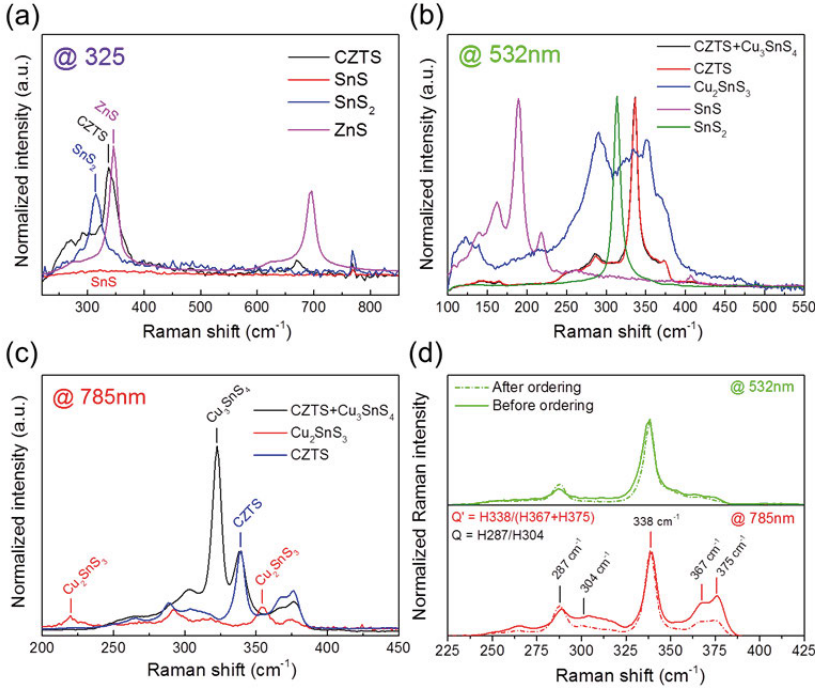 (a)
@ 325
CZTS
SnS
SnS₂
ZnS
ZnS
CZTS
SnS₂
SnS
Normalized intensity (a.u.)
300 400 500 600 700 800
Raman shift (cm⁻¹)
(b)
@ 532nm
CZTS+Cu₃SnS₄
CZTS
Cu₂SnS₃
SnS
SnS₂
Normalized intensity (a.u.)
100 150 200 250 300 350 400 450 500 550
Raman shift (cm⁻¹)
(c)
@ 785nm
CZTS+Cu₃SnS₄
Cu₂SnS₃
CZTS
Cu₃SnS₄
CZTS
Cu₂SnS₃
Cu₂SnS₃
Normalized intensity (a.u.)
200 250 300 350 400 450
Raman shift (cm⁻¹)
(d)
After ordering
Before ordering
@ 532nm
Q' = H338/(H367+H375)
Q = H287/H304
@ 785nm
287 cm⁻¹
304 cm⁻¹
338 cm⁻¹
367 cm⁻¹
375 cm⁻¹
Normalized Raman intensity
225 250 275 300 325 350 375 400 425
Raman shift (cm⁻¹)